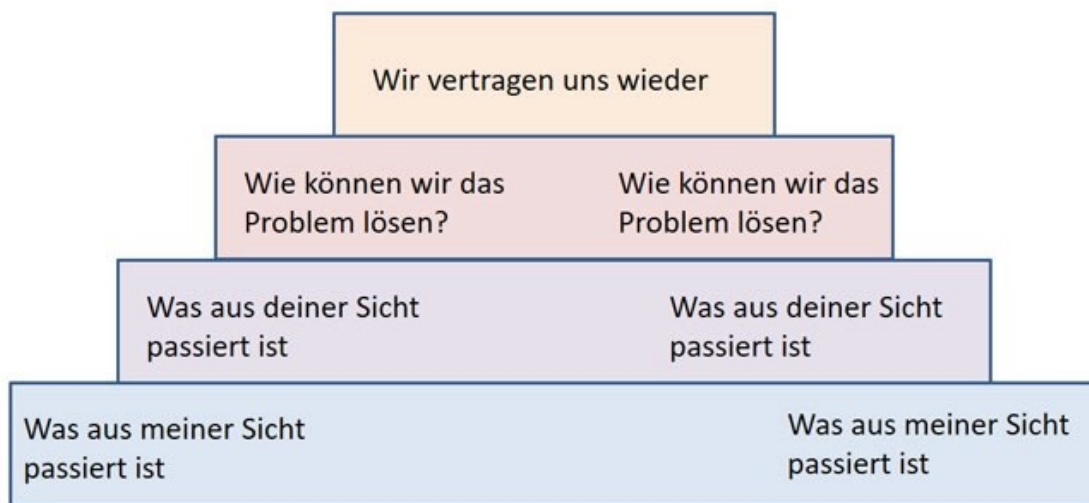 Wir vertragen uns wieder
Wie können wir das
Problem lösen?
Wie können wir das
Problem lösen?
Was aus deiner Sicht
passiert ist
Was aus deiner Sicht
passiert ist
Was aus meiner Sicht
passiert ist
Was aus meiner Sicht
passiert ist